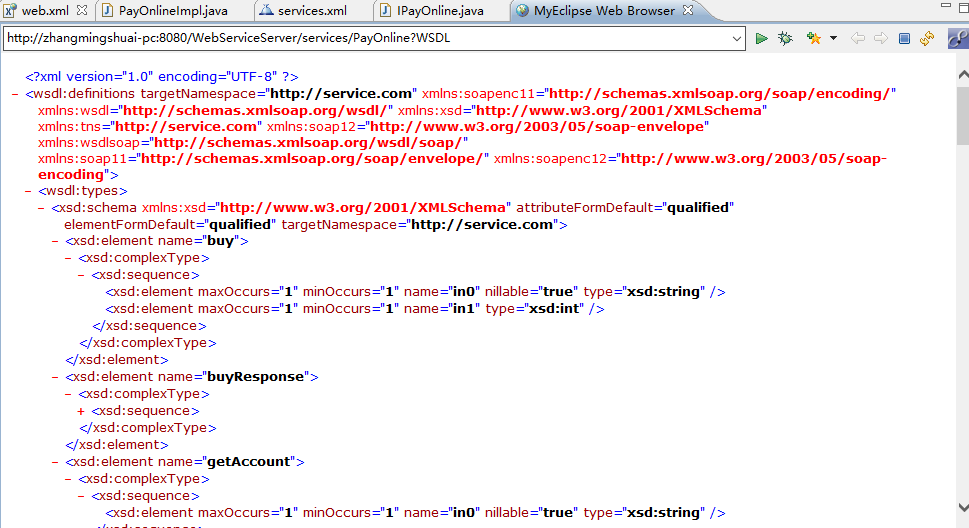 web.xml PayOnlineImpl.java services.xml IPayOnline.java MyEclipse Web Browser
http://zhangmingshuai-pc:8080/WebServiceServer/services/PayOnline?WSDL
<?xml version="1.0" encoding="UTF-8" ?>
- <wsdl:definitions targetNamespace="http://service.com" xmlns:soapenc11="http://schemas.xmlsoap.org/soap/encoding/"
xmlns:wsdl="http://schemas.xmlsoap.org/wsdl/" xmlns:xsd="http://www.w3.org/2001/XMLSchema"
xmlns:tns="http://service.com" xmlns:soap12="http://www.w3.org/2003/05/soap-envelope"
xmlns:wsdlsoap="http://schemas.xmlsoap.org/wsdl/soap/"
xmlns:soap11="http://schemas.xmlsoap.org/soap/envelope/" xmlns:soapenc12="http://www.w3.org/2003/05/soap-
encoding">
- <wsdl:types>
- <xsd:schema xmlns:xsd="http://www.w3.org/2001/XMLSchema" attributeFormDefault="qualified"
elementFormDefault="qualified" targetNamespace="http://service.com">
- <xsd:element name="buy">
- <xsd:complexType>
- <xsd:sequence>
<xsd:element maxOccurs="1" minOccurs="1" name="in0" nillable="true" type="xsd:string" />
<xsd:element maxOccurs="1" minOccurs="1" name="in1" type="xsd:int" />
</xsd:sequence>
</xsd:complexType>
</xsd:element>
- <xsd:element name="buyResponse">
- <xsd:complexType>
+ <xsd:sequence>
</xsd:complexType>
</xsd:element>
- <xsd:element name="getAccount">
- <xsd:complexType>
- <xsd:sequence>
<xsd:element maxOccurs="1" minOccurs="1" name="in0" nillable="true" type="xsd:string" />